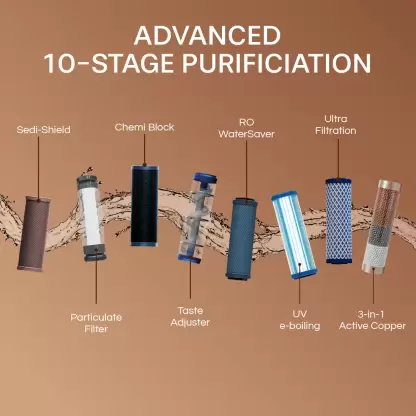 ADVANCED
10-STAGE PURIFICIATION
Sedi-Shield
Chemi Block
RO
WaterSaver
Ultra
Filtration
Particulate
Filter
Taste
Adjuster
UV
e-boiling
3-in-1
Active Copper